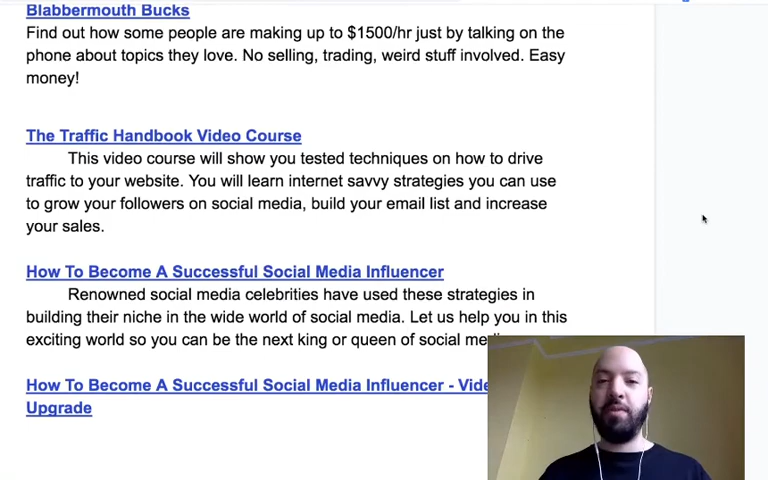 Blabbermouth Bucks
Find out how some people are making up to $1500/hr just by talking on the
phone about topics they love. No selling, trading, weird stuff involved. Easy
money!
The Traffic Handbook Video Course
This video course will show you tested techniques on how to drive
traffic to your website. You will learn internet savvy strategies you can use
to grow your followers on social media, build your email list and increase
your sales.
How To Become A Successful Social Media Influencer
Renowned social media celebrities have used these strategies in
building their niche in the wide world of social media. Let us help you in this
exciting world so you can be the next king or queen of social
How To Become A Successful Social Media Influencer -
Upgrade